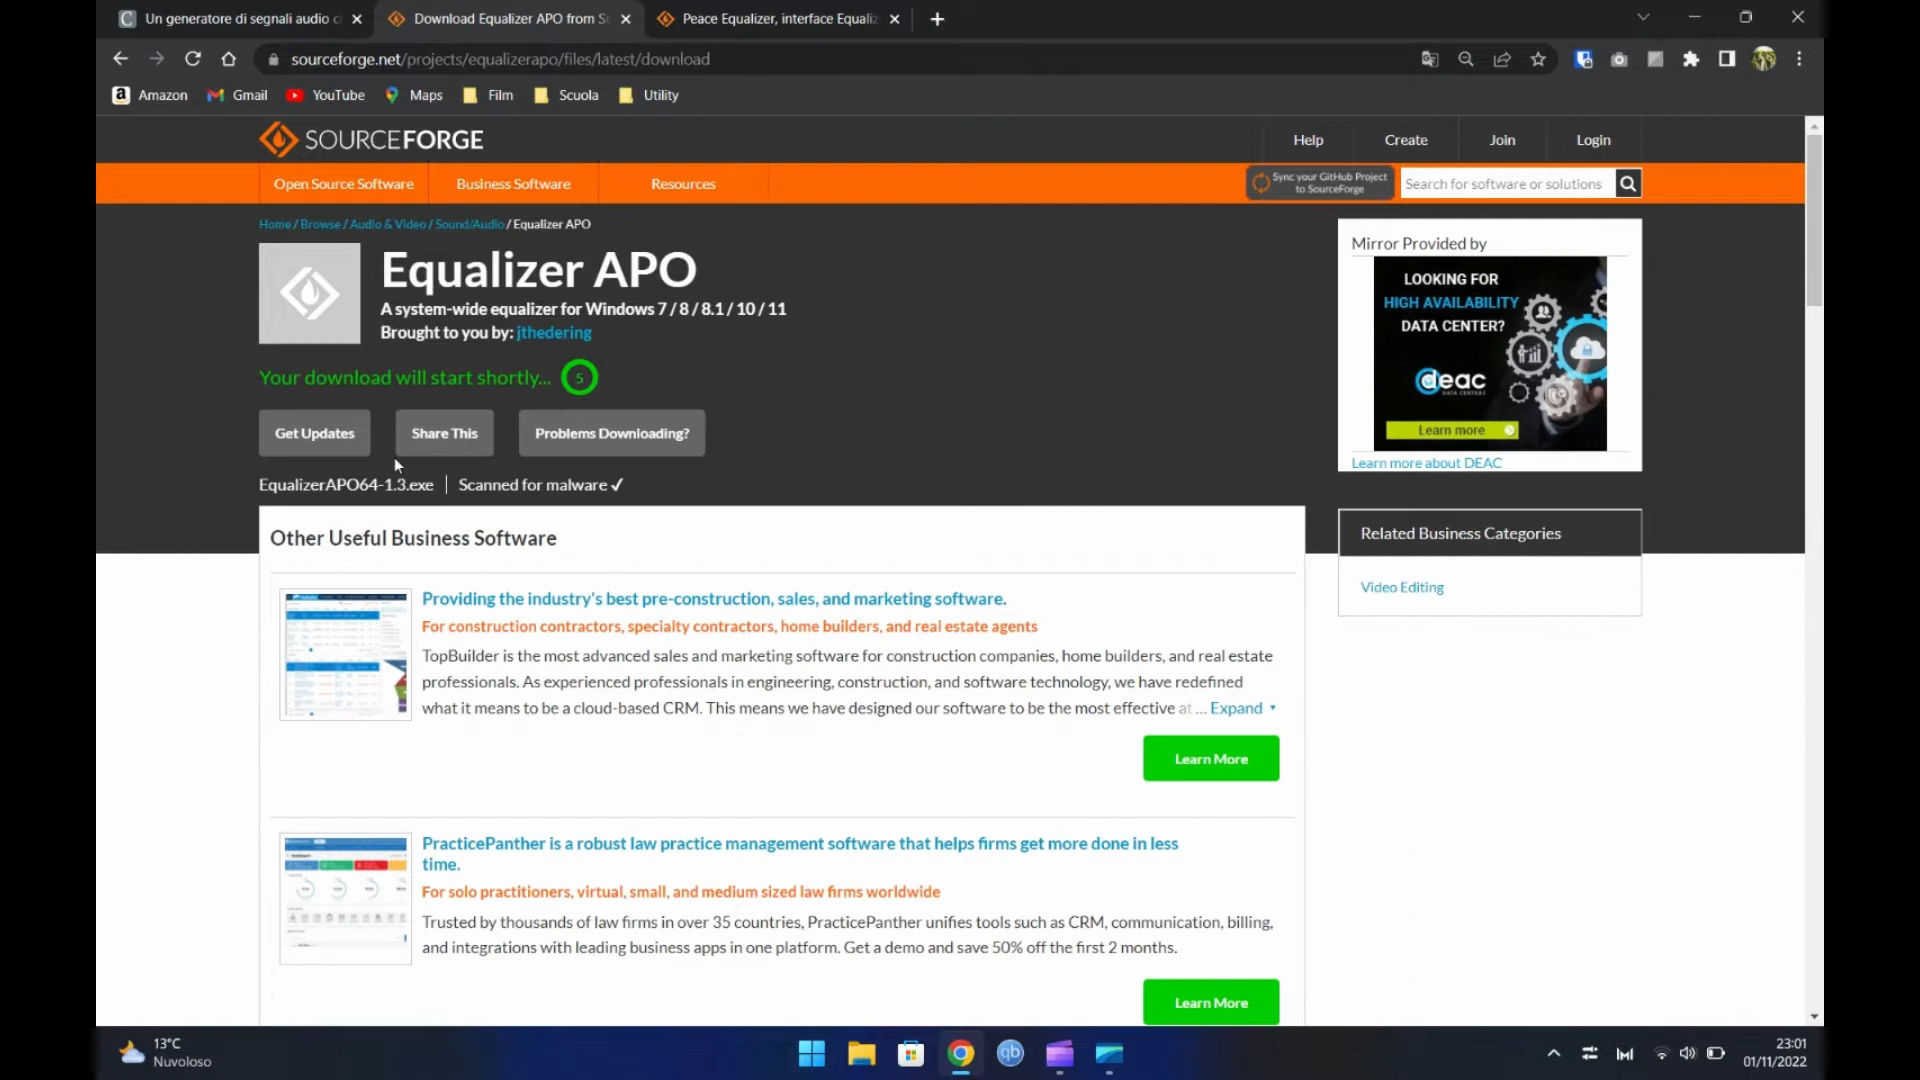 Un generatore di segnali audio
Download Equalizer APO from S
Peace Equalizer, interface Equali
sourceforge.net/projects/equalizerapo/files/latest/download
Amazon
Gmail
YouTube
Maps
Film
Scuola
Utility
SOURCEFORGE
Help
Create
Join
Login
Open Source Software
Business Software
Resources
Sync your GitHub Project
to SourceForge
Search for software or solutions
Home / Browse / Audio & Video / Sound/Audio / Equalizer APO
Equalizer APO
A system-wide equalizer for Windows 7 / 8 / 8.1 / 10 / 11
Brought to you by: jthedering
Your download will start shortly... 5
Get Updates
Share This
Problems Downloading?
EqualizerAPO64-1.3.exe
Scanned for malware ✓
Mirror Provided by
LOOKING FOR
HIGH AVAILABILITY
DATA CENTER?
deac
DATA CENTERS
Learn more
Learn more about DEAC
Related Business Categories
Video Editing
Other Useful Business Software
Providing the industry's best pre-construction, sales, and marketing software.
For construction contractors, specialty contractors, home builders, and real estate agents
TopBuilder is the most advanced sales and marketing software for construction companies, home builders, and real estate
professionals. As experienced professionals in engineering, construction, and software technology, we have redefined
what it means to be a cloud-based CRM. This means we have designed our software to be the most effective at ... Expand
Learn More
PracticePanther is a robust law practice management software that helps firms get more done in less
time.
For solo practitioners, virtual, small, and medium sized law firms worldwide
Trusted by thousands of law firms in over 35 countries, PracticePanther unifies tools such as CRM, communication, billing,
and integrations with leading business apps in one platform. Get a demo and save 50% off the first 2 months.
Learn More
13°C
Nuvoloso
qb
23:01
01/11/2022